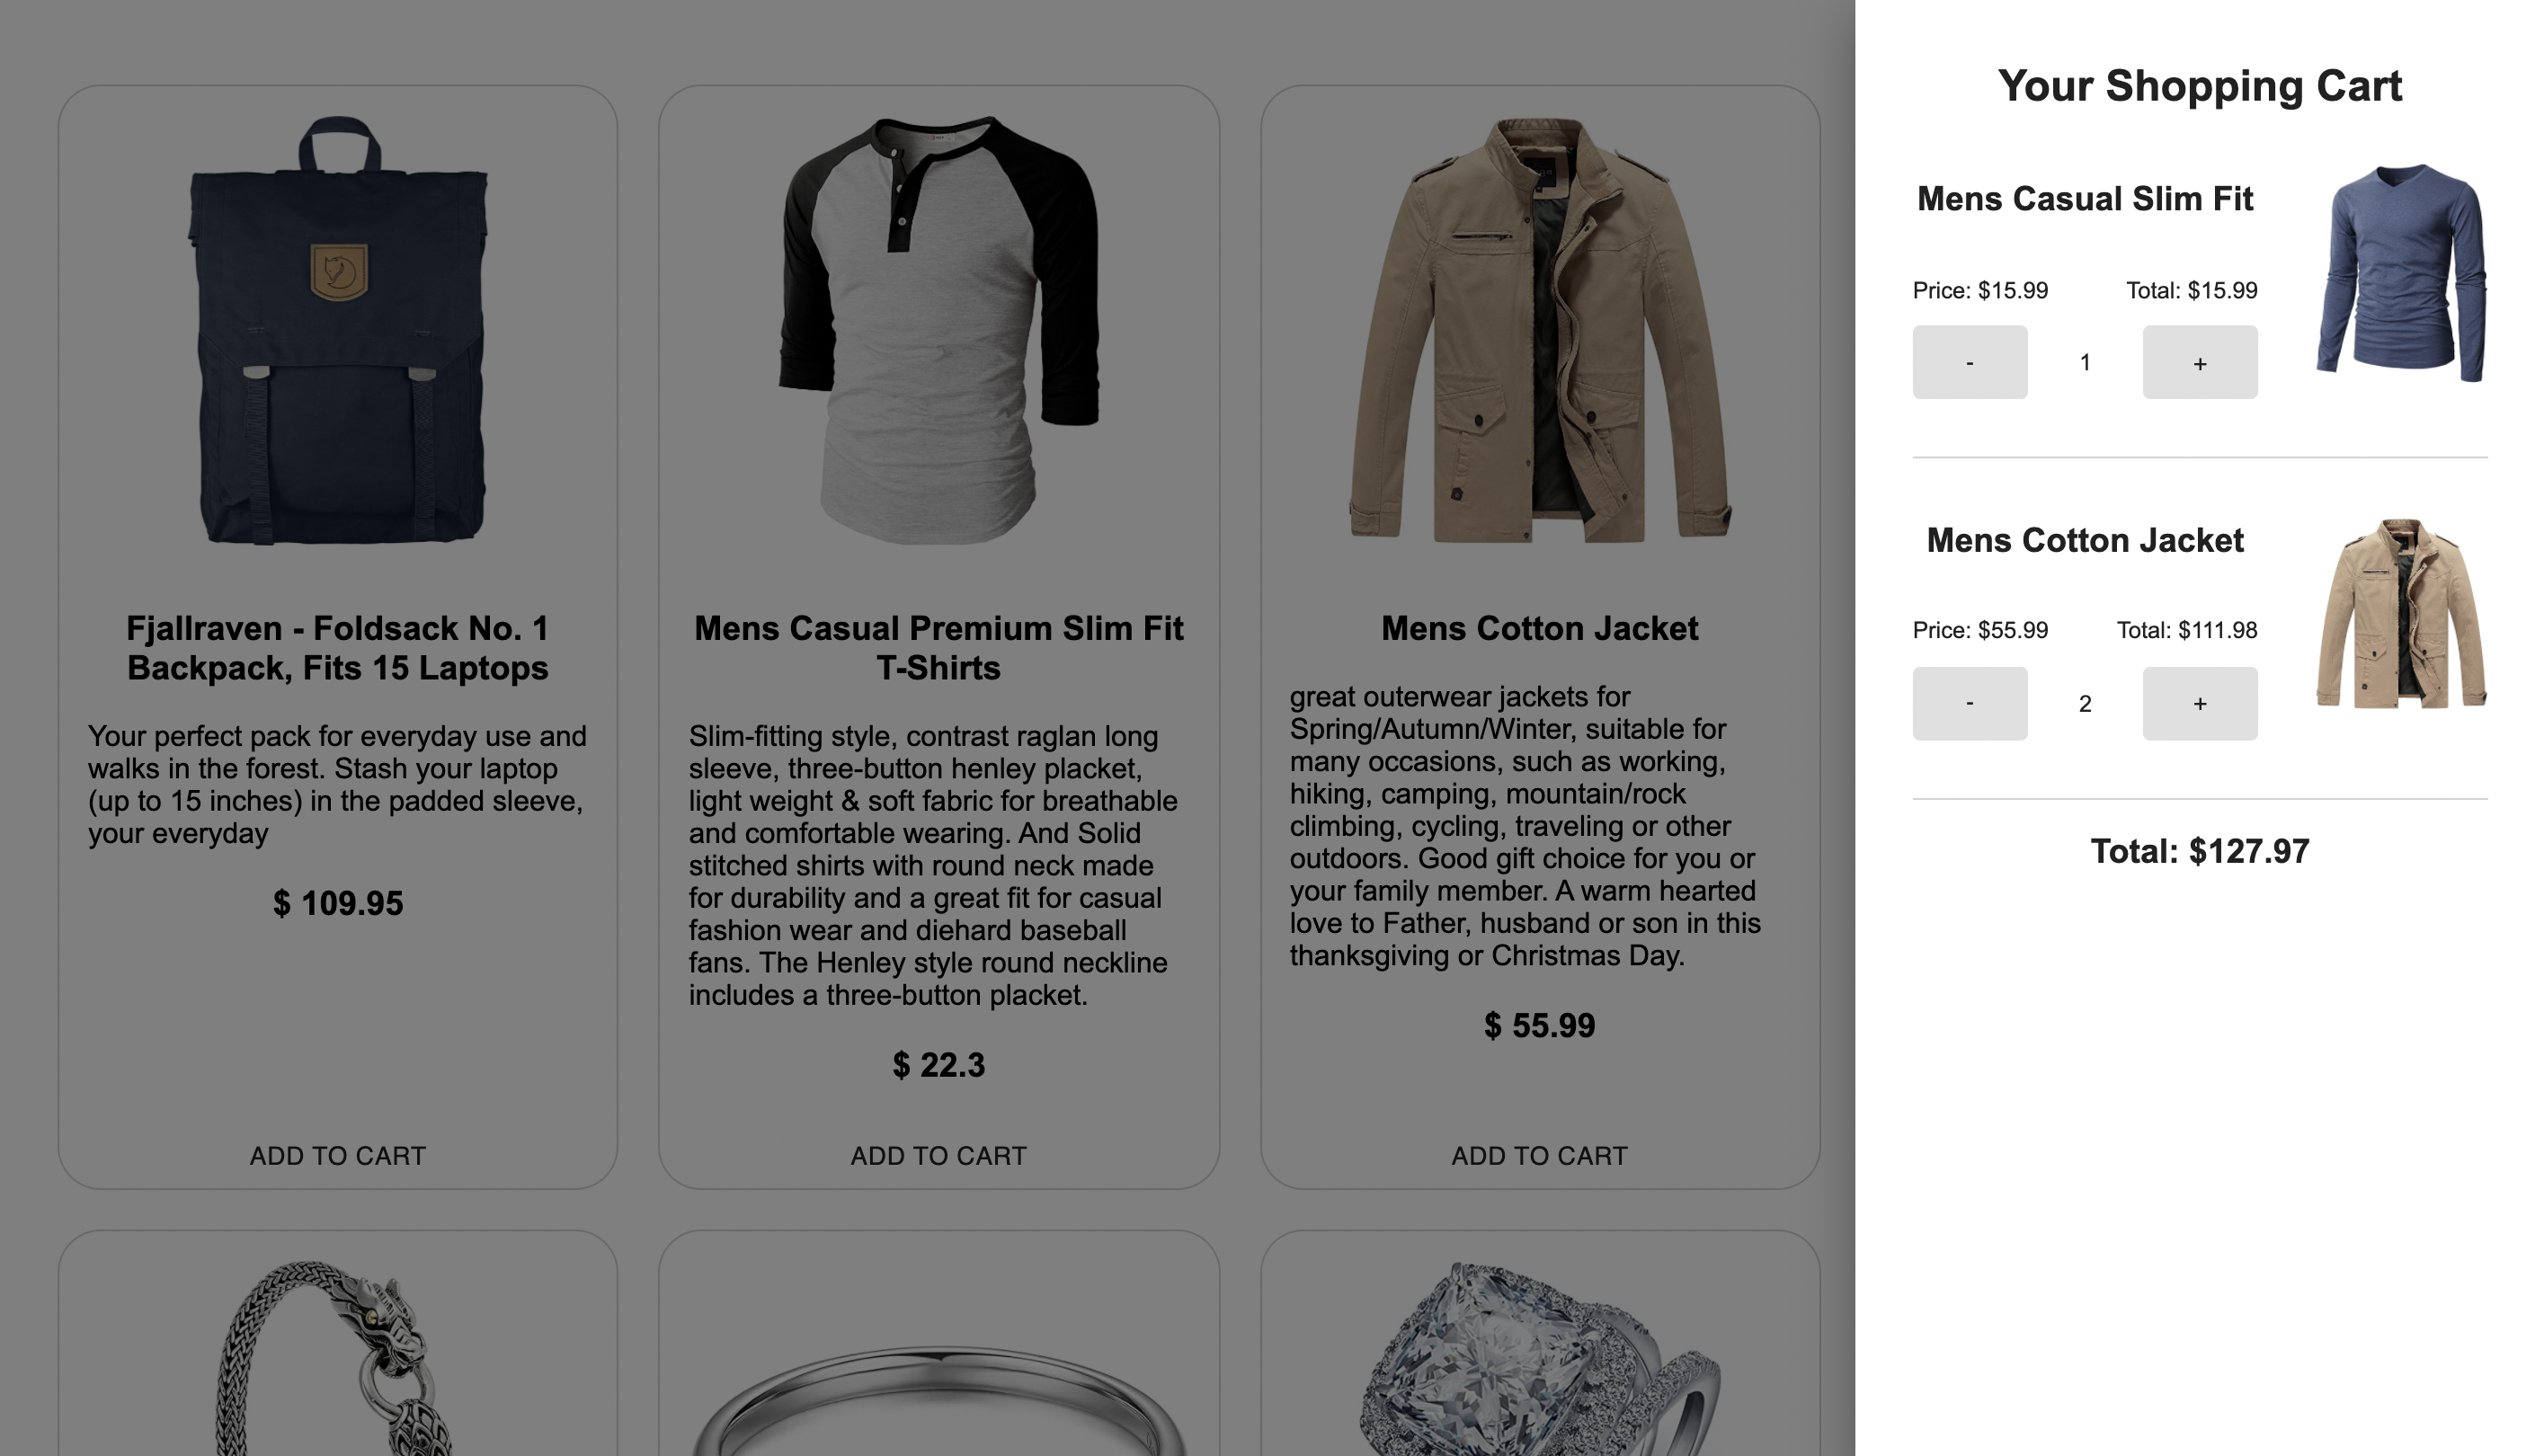 Fjallraven - Foldsack No. 1
Backpack, Fits 15 Laptops
Your perfect pack for everyday use and
walks in the forest. Stash your laptop
(up to 15 inches) in the padded sleeve,
your everyday
$ 109.95
ADD TO CART
Mens Casual Premium Slim Fit
T-Shirts
Slim-fitting style, contrast raglan long
sleeve, three-button henley placket,
light weight & soft fabric for breathable
and comfortable wearing. And Solid
stitched shirts with round neck made
for durability and a great fit for casual
fashion wear and diehard baseball
fans. The Henley style round neckline
includes a three-button placket.
$ 22.3
ADD TO CART
Mens Cotton Jacket
great outerwear jackets for
Spring/Autumn/Winter, suitable for
many occasions, such as working,
hiking, camping, mountain/rock
climbing, cycling, traveling or other
outdoors. Good gift choice for you or
your family member. A warm hearted
love to Father, husband or son in this
thanksgiving or Christmas Day.
$ 55.99
ADD TO CART
Your Shopping Cart
Mens Casual Slim Fit
Price: $15.99 Total: $15.99
- 1 +
Mens Cotton Jacket
Price: $55.99 Total: $111.98
- 2 +
Total: $127.97